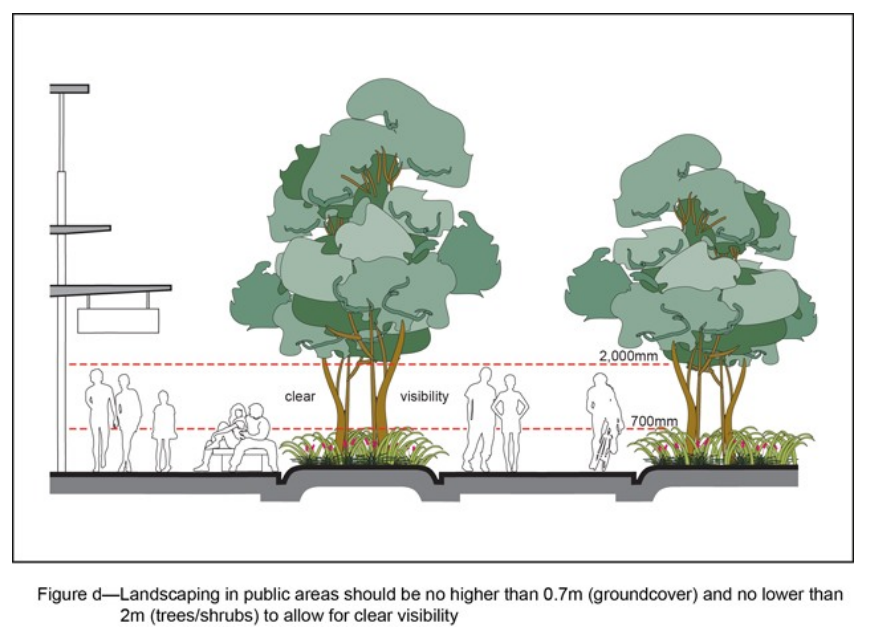 2,000mm
clear visibility
700mm
Figure d—Landscaping in public areas should be no higher than 0.7m (groundcover) and no lower than
2m (trees/shrubs) to allow for clear visibility